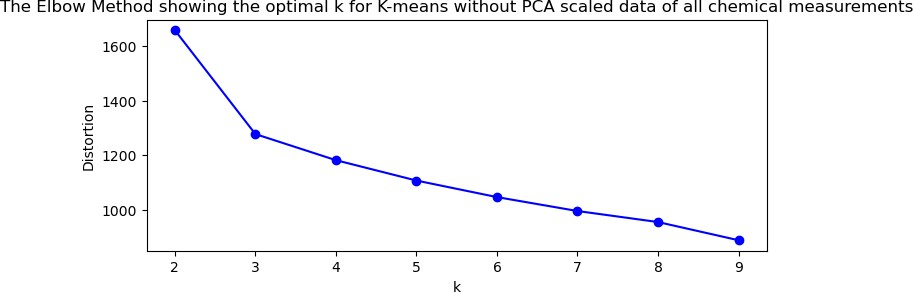 The Elbow Method showing the optimal k for K-means without PCA scaled data of all chemical measurements
1600
1400
1200
1000
Distortion
2 3 4 5 6 7 8 9
k